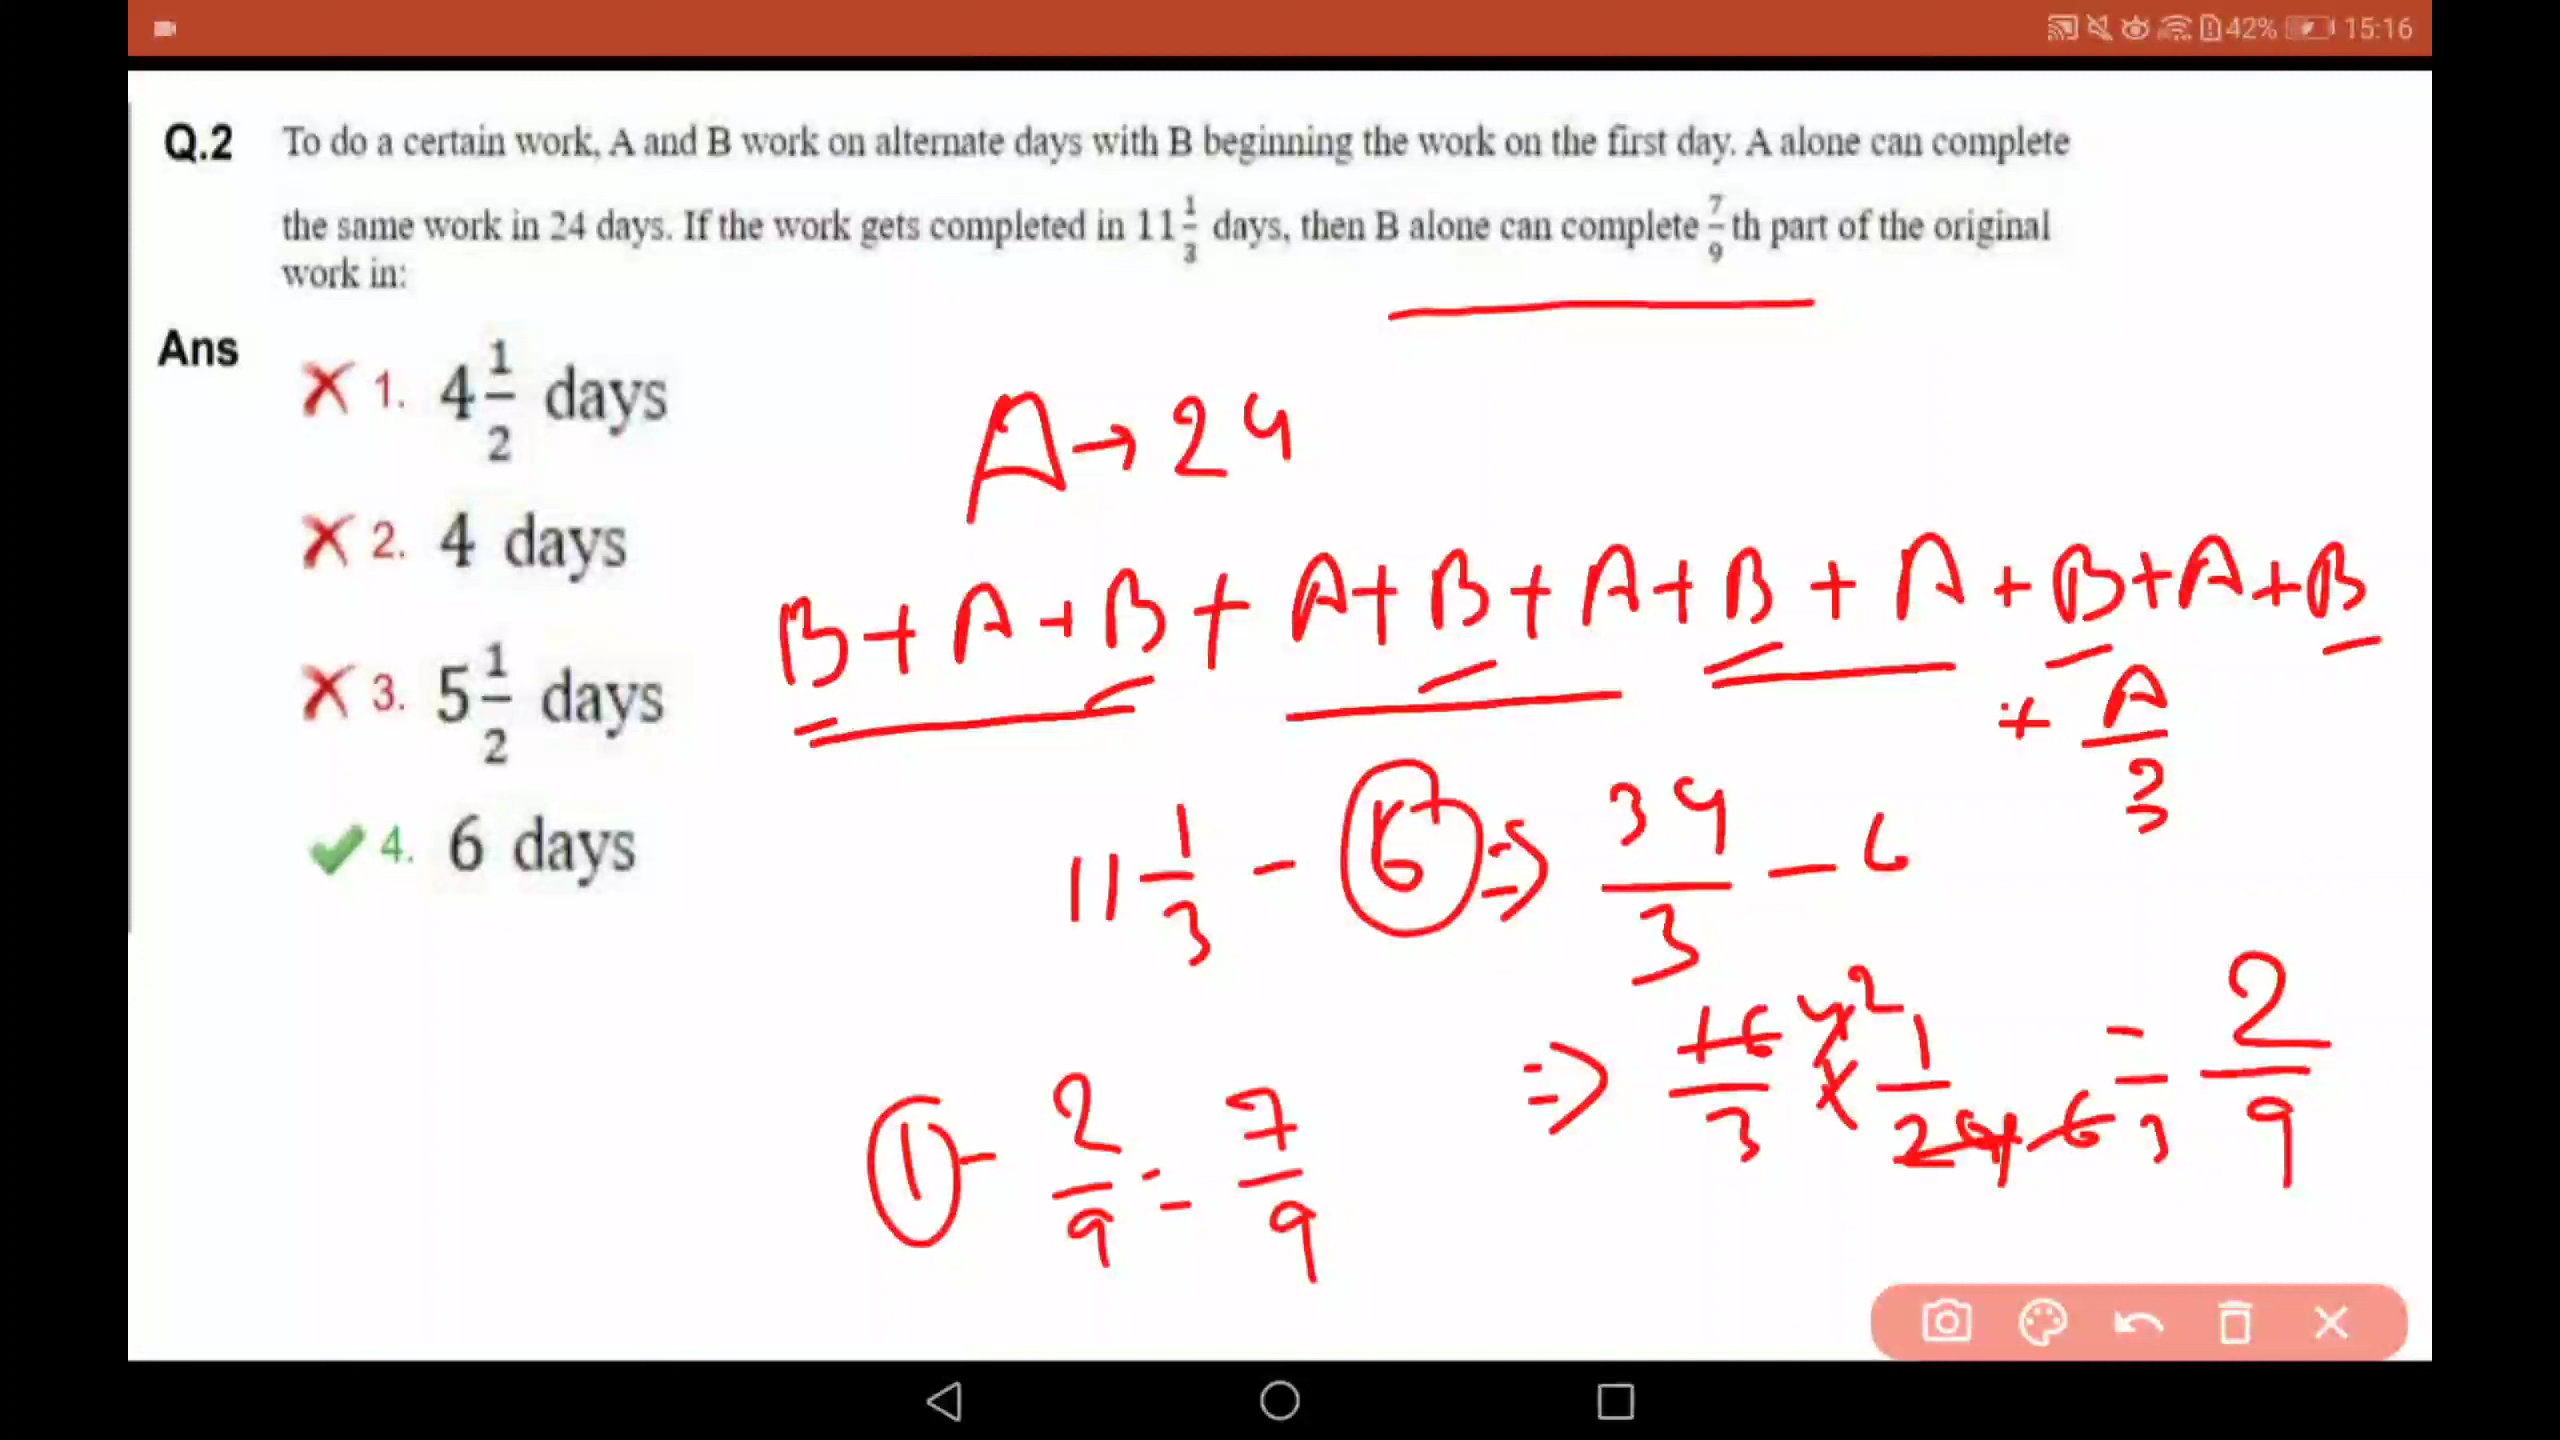 42% 15:16
Q.2 To do a certain work, A and B work on alternate days with B beginning the work on the first day. A alone can complete
the same work in 24 days. If the work gets completed in 11 1/3 days, then B alone can complete 7/9 th part of the original
work in:
Ans
1. 4 1/2 days
2. 4 days
3. 5 1/2 days
4. 6 days
A → 24
B + A + B + A + B + A + B + A + B + A + B
+ A/3
11 1/3 - 6 ⇒ 34/3 - 6
⇒ 16/3 4 2 × 1/24 6 3 = 2/9
1 - 2/9 = 7/9